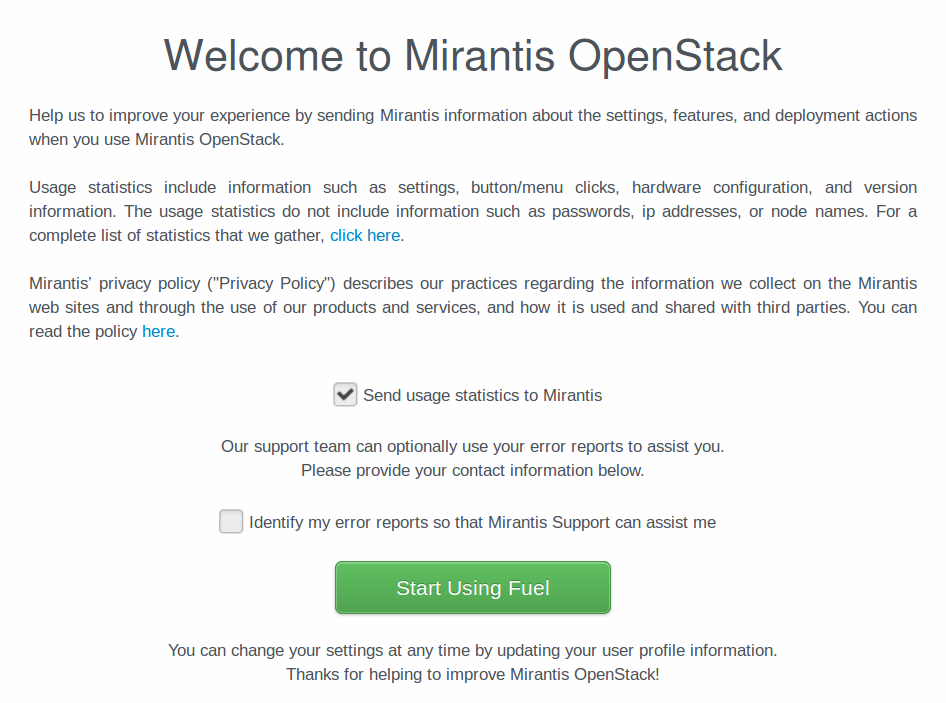 Welcome to Mirantis OpenStack
Help us to improve your experience by sending Mirantis information about the settings, features, and deployment actions
when you use Mirantis OpenStack.
Usage statistics include information such as settings, button/menu clicks, hardware configuration, and version
information. The usage statistics do not include information such as passwords, ip addresses, or node names. For a
complete list of statistics that we gather, click here.
Mirantis’ privacy policy ("Privacy Policy") describes our practices regarding the information we collect on the Mirantis
web sites and through the use of our products and services, and how it is used and shared with third parties. You can
read the policy here.
Send usage statistics to Mirantis
Our support team can optionally use your error reports to assist you.
Please provide your contact information below.
Identify my error reports so that Mirantis Support can assist me
Start Using Fuel
You can change your settings at any time by updating your user profile information.
Thanks for helping to improve Mirantis OpenStack!